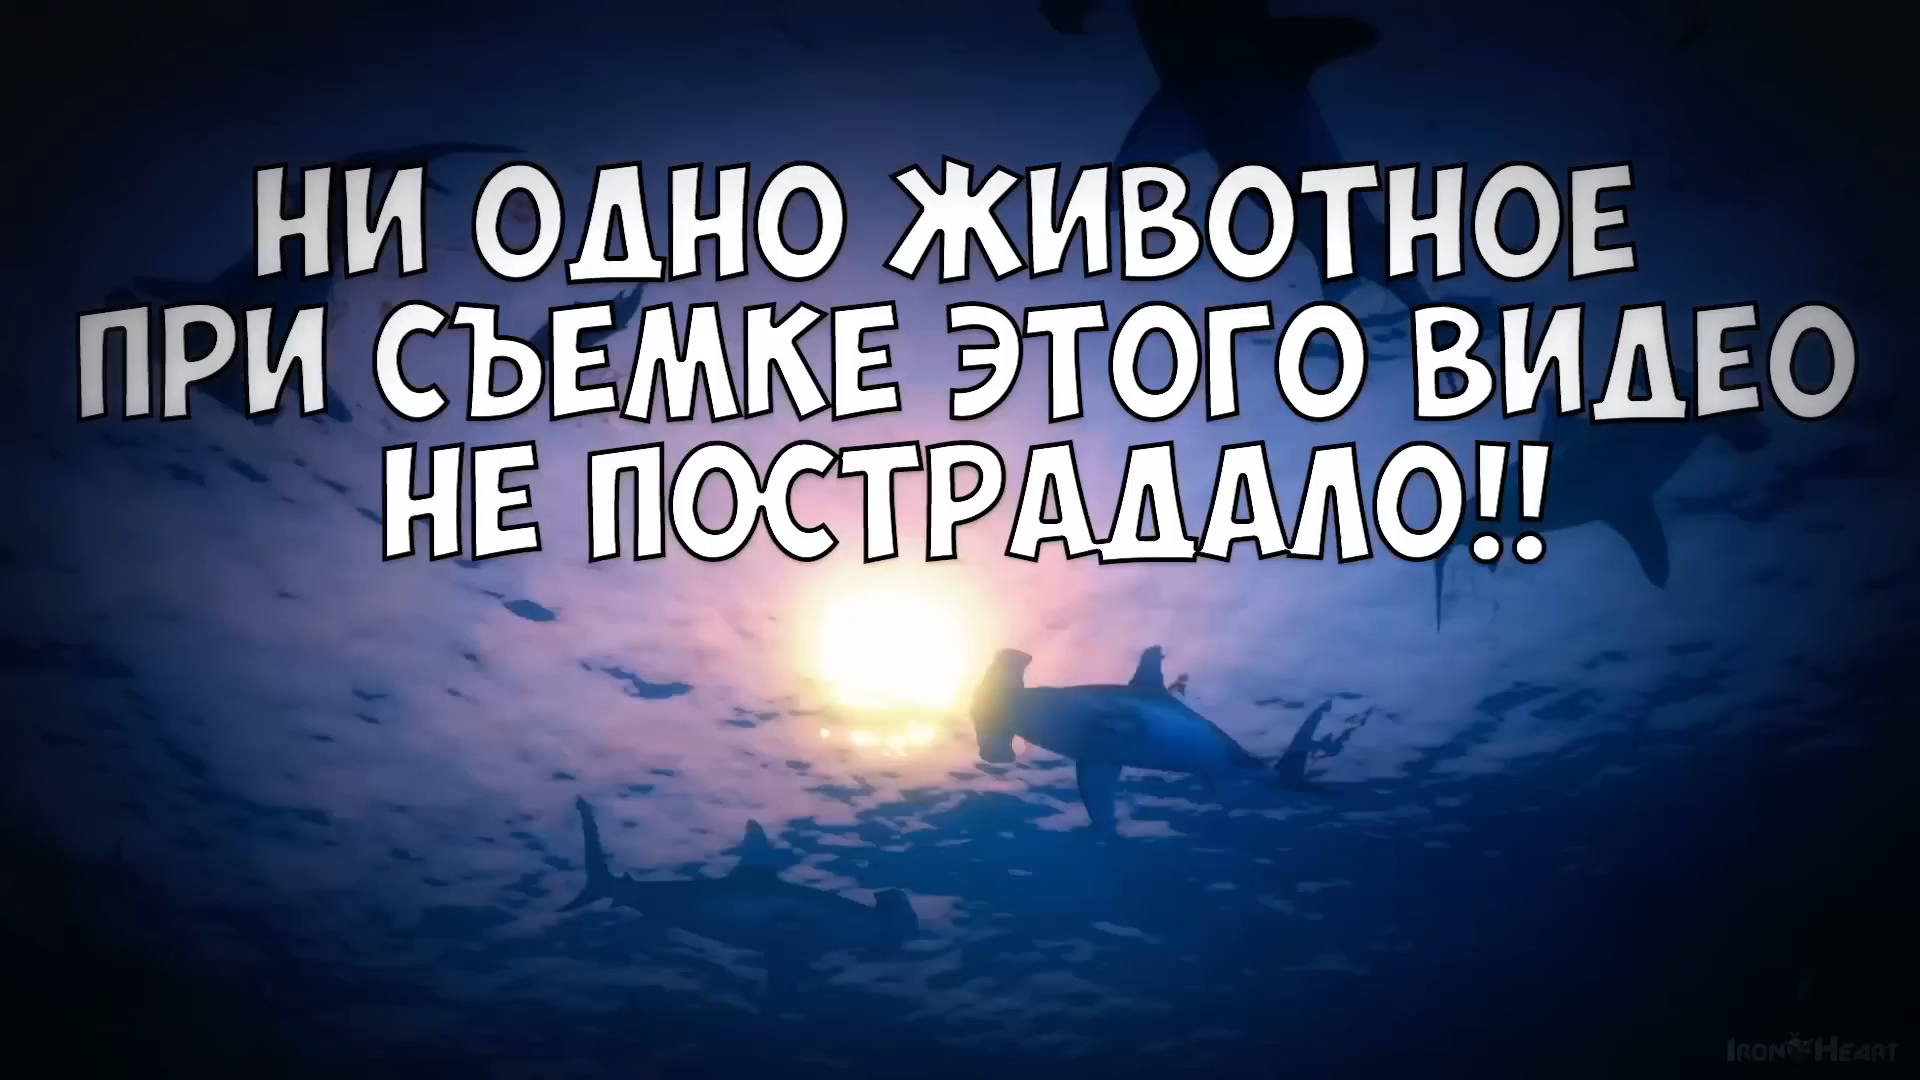 НИ ОДНО ЖИВОТНОЕ
ПРИ СЪЕМКЕ ЭТОГО ВИДЕО
НЕ ПОСТРАДАЛО!!
IRON HEART